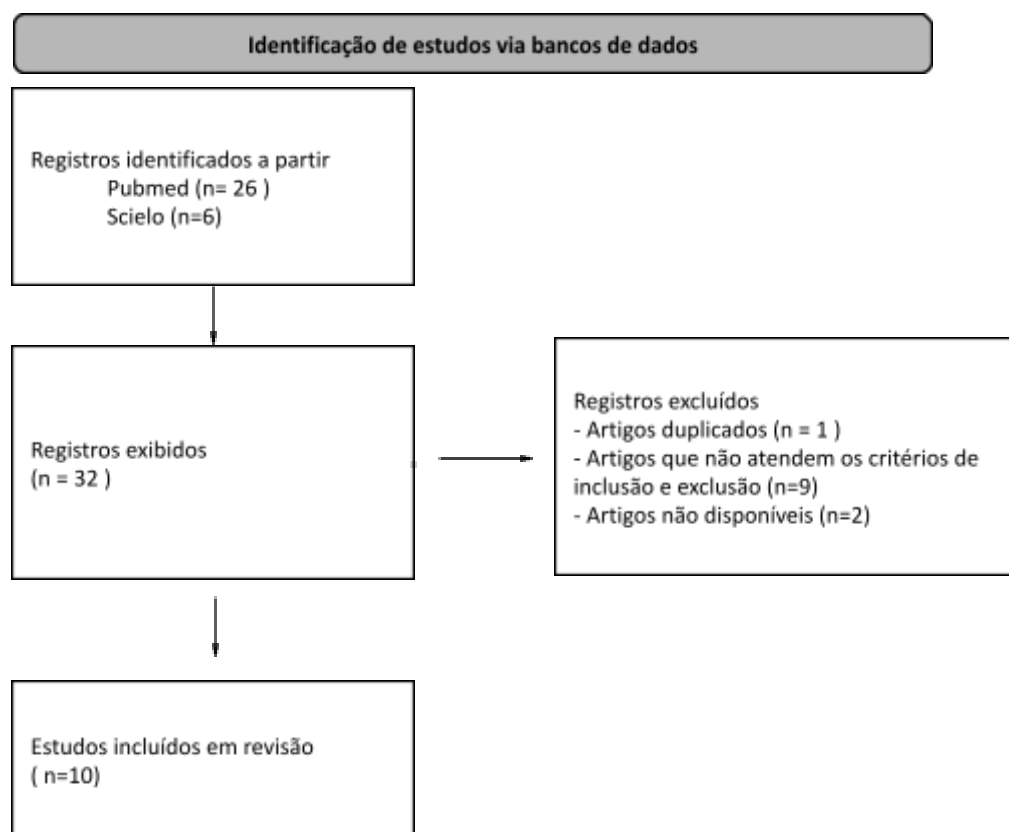 Identificação de estudos via bancos de dados
Registros identificados a partir
Pubmed (n= 26 )
Scielo (n=6)
Registros exibidos
(n = 32 )
Registros excluídos
- Artigos duplicados (n = 1 )
- Artigos que não atendem os critérios de
inclusão e exclusão (n=9)
- Artigos não disponíveis (n=2)
Estudos incluídos em revisão
( n=10)